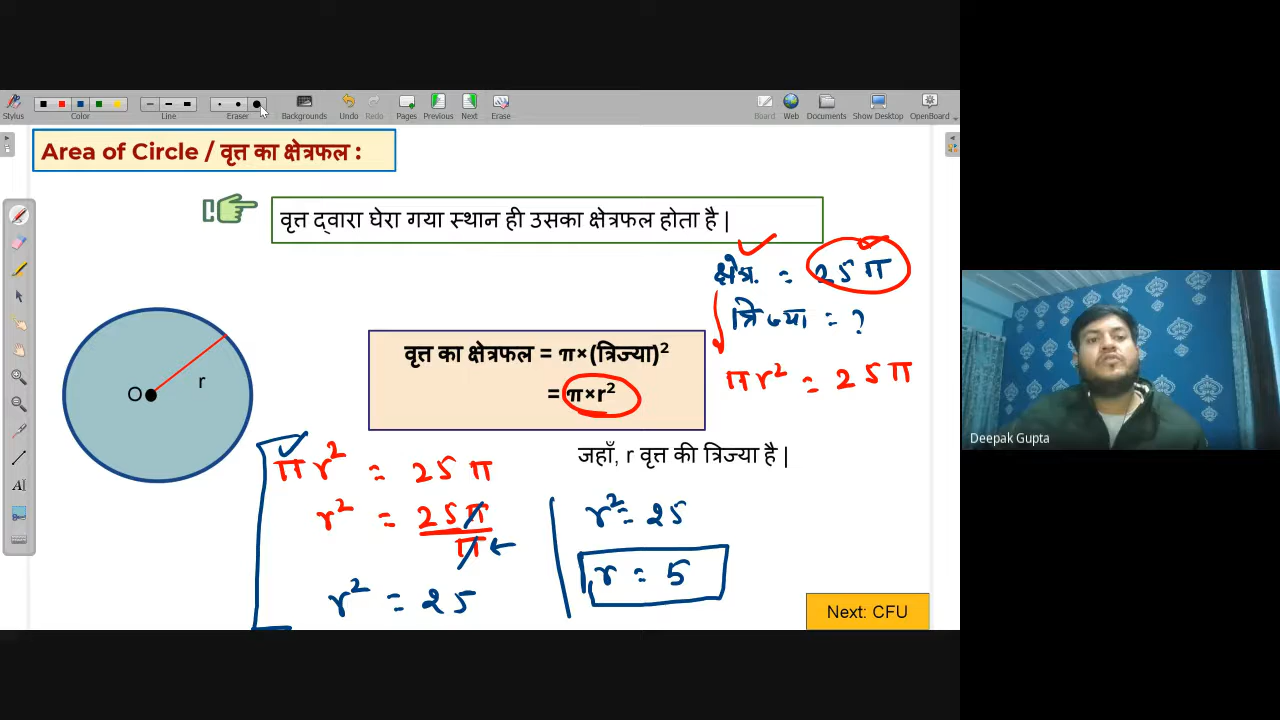 Stylus
Color
Line
Eraser
Backgrounds
Undo
Redo
Pages
Previous
Next
Erase
Board
Web
Documents
Show Desktop
OpenBoard
Area of Circle / वृत्त का क्षेत्रफल :
वृत्त द्वारा घेरा गया स्थान ही उसका क्षेत्रफल होता है |
क्षेत्र. = 25 π
त्रिज्या = ?
πr² = 25π
O
r
वृत्त का क्षेत्रफल = π×(त्रिज्या)²
= π×r²
जहाँ, r वृत्त की त्रिज्या है |
πr² = 25 π
r² = 25π
π
r² = 25
r² = 25
r = 5
Next: CFU
Deepak Gupta